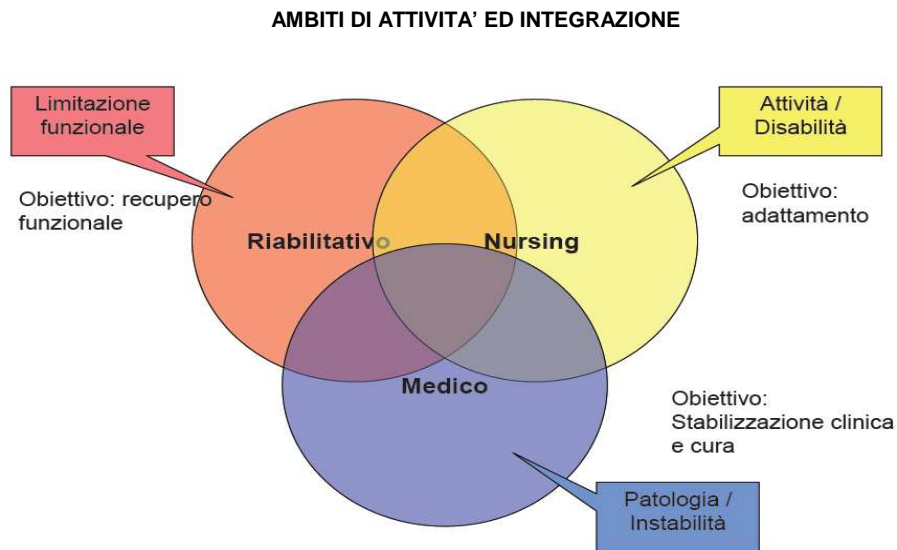 AMBITI DI ATTIVITA’ ED INTEGRAZIONE
Limitazione
funzionale
Attività /
Disabilità
Obiettivo: recupero
funzionale
Obiettivo:
adattamento
Riabilitativo
Nursing
Medico
Obiettivo:
Stabilizzazione clinica
e cura
Patologia /
Instabilità